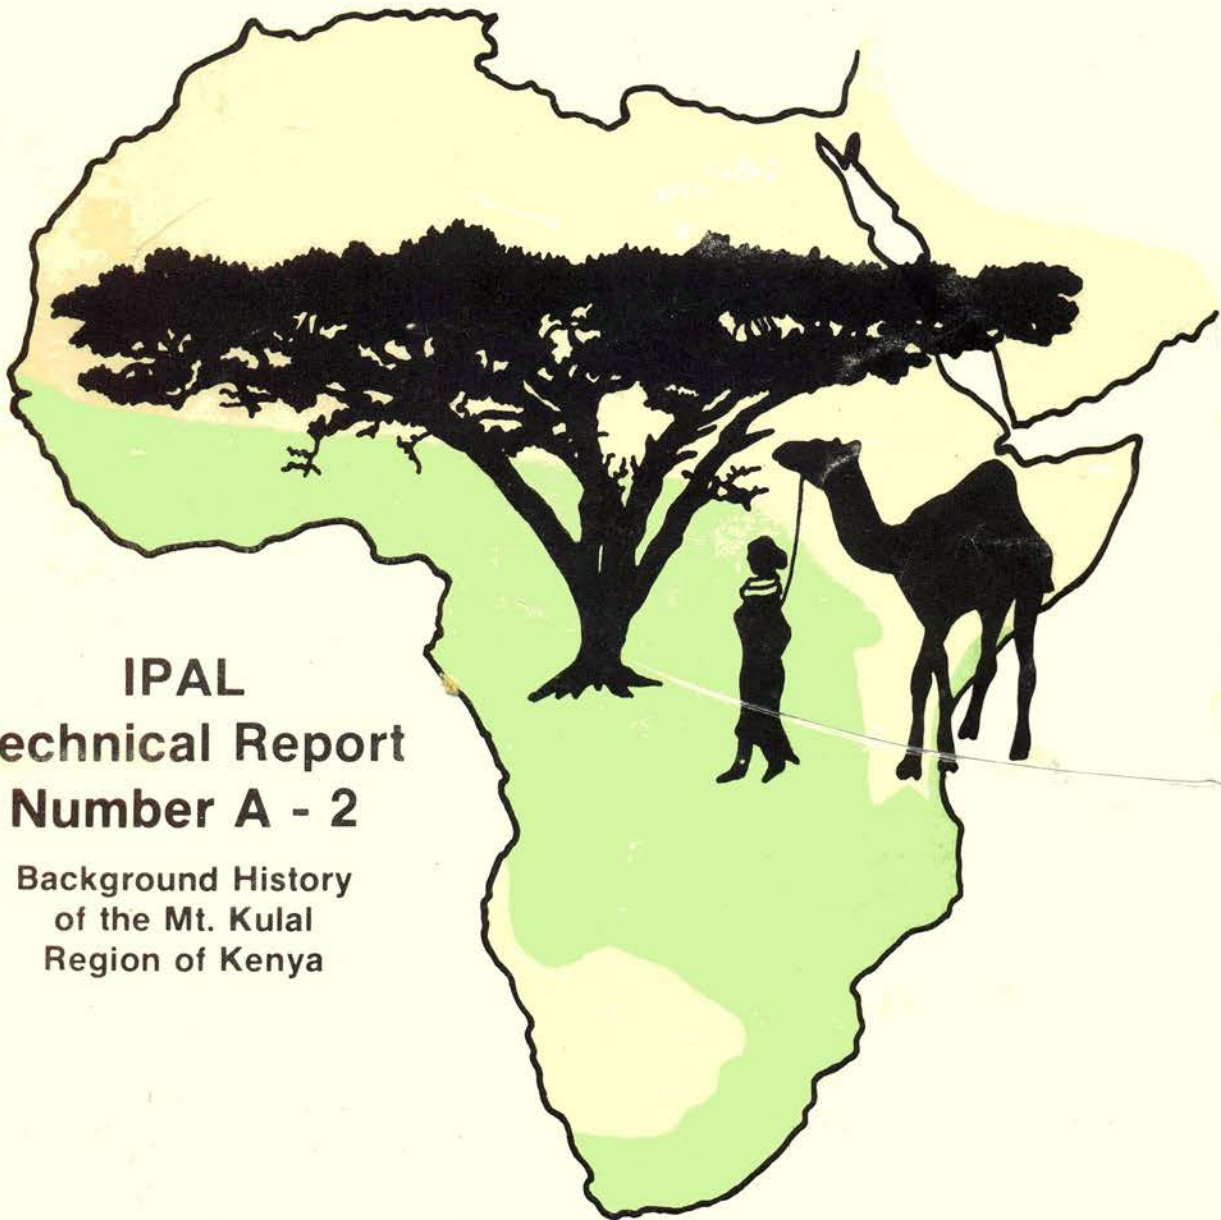 IPAL
echnical Report
Number A - 2
Background History
of the Mt. Kulal
Region of Kenya